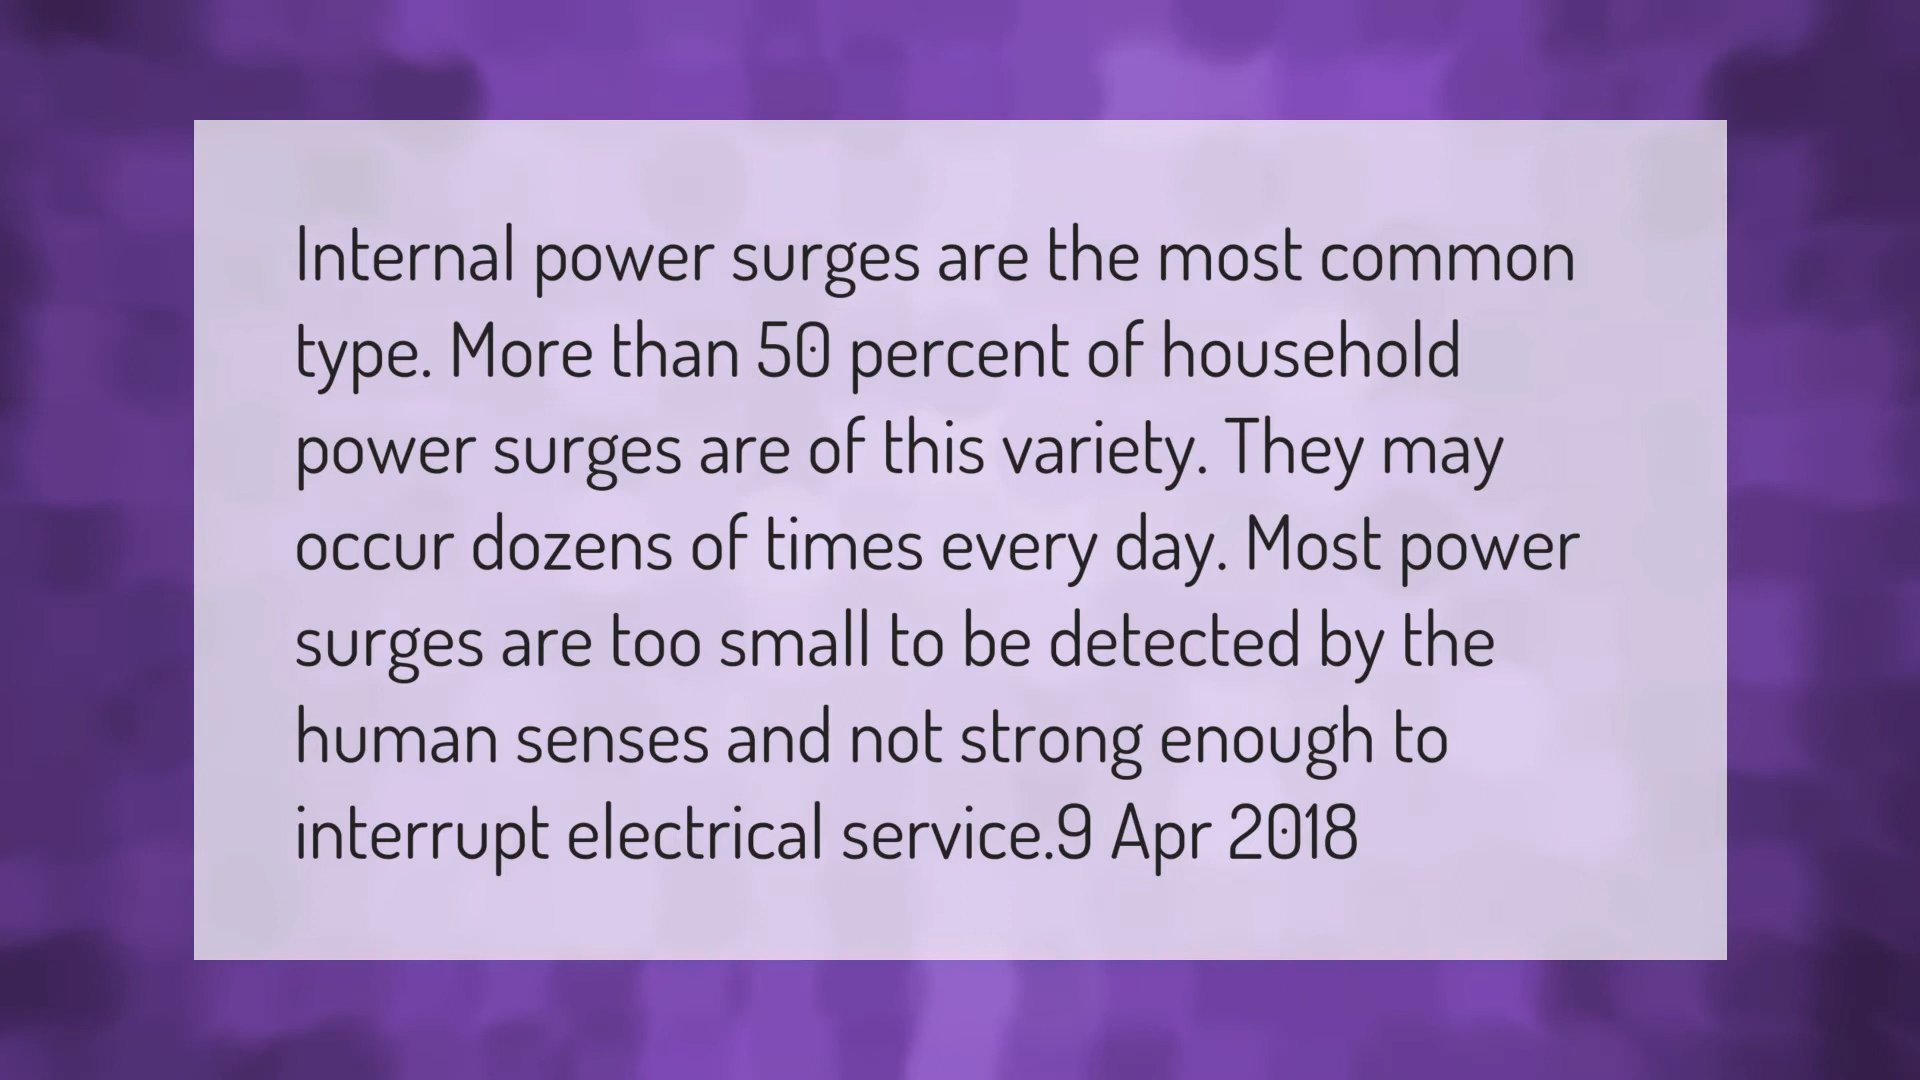 Internal power surges are the most common
type. More than 50 percent of household
power surges are of this variety. They may
occur dozens of times every day. Most power
surges are too small to be detected by the
human senses and not strong enough to
interrupt electrical service.9 Apr 2018